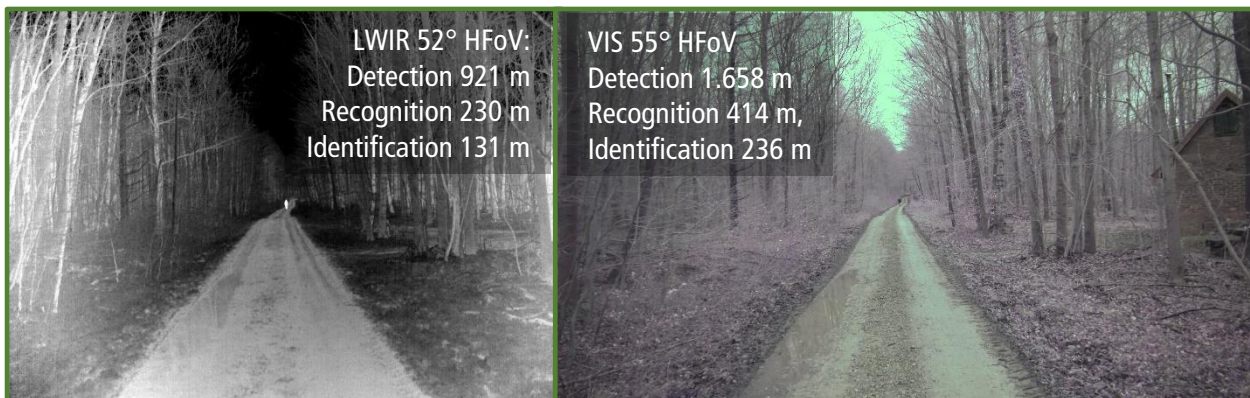 LWIR 52° HFoV:
Detection 921 m
Recognition 230 m
Identification 131 m
VIS 55° HFoV
Detection 1.658 m
Recognition 414 m,
Identification 236 m